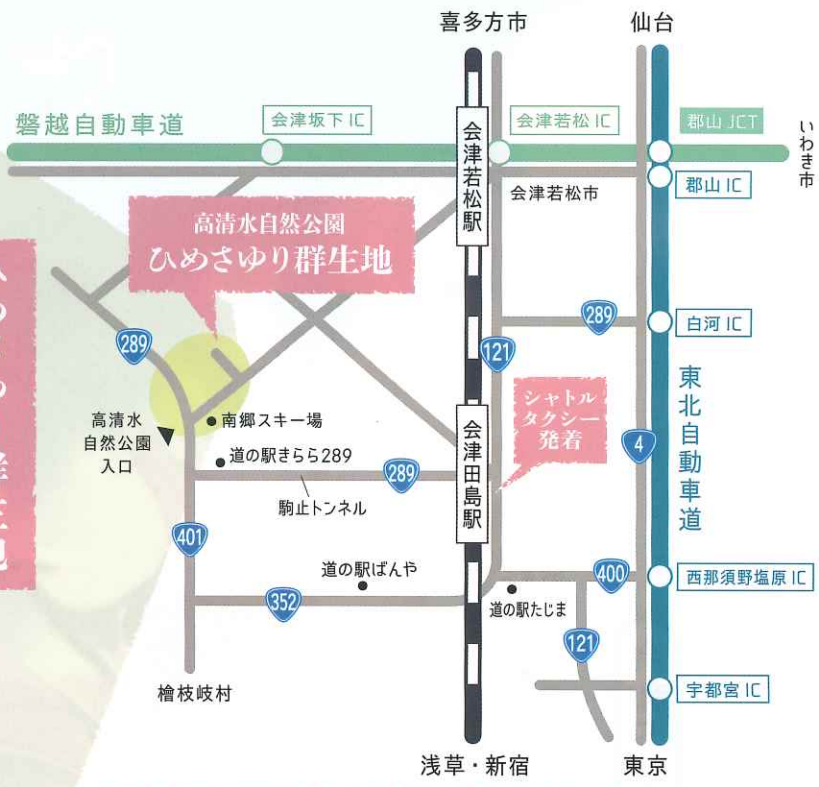 喜多方市
仙台
磐越自動車道
会津坂下IC
会津若松IC
郡山JCT
いわき市
会津若松駅
会津若松市
郡山IC
高清水自然公園
ひめさゆり群生地
289
289
白河IC
121
シャトル
タクシー
発着
東北自動車道
4
高清水
自然公園
入口
南郷スキー場
道の駅きらら289
289
会津田島駅
駒止トンネル
401
道の駅ばんや
352
400
西那須野塩原IC
道の駅たじま
121
檜枝岐村
宇都宮IC
浅草・新宿
東京